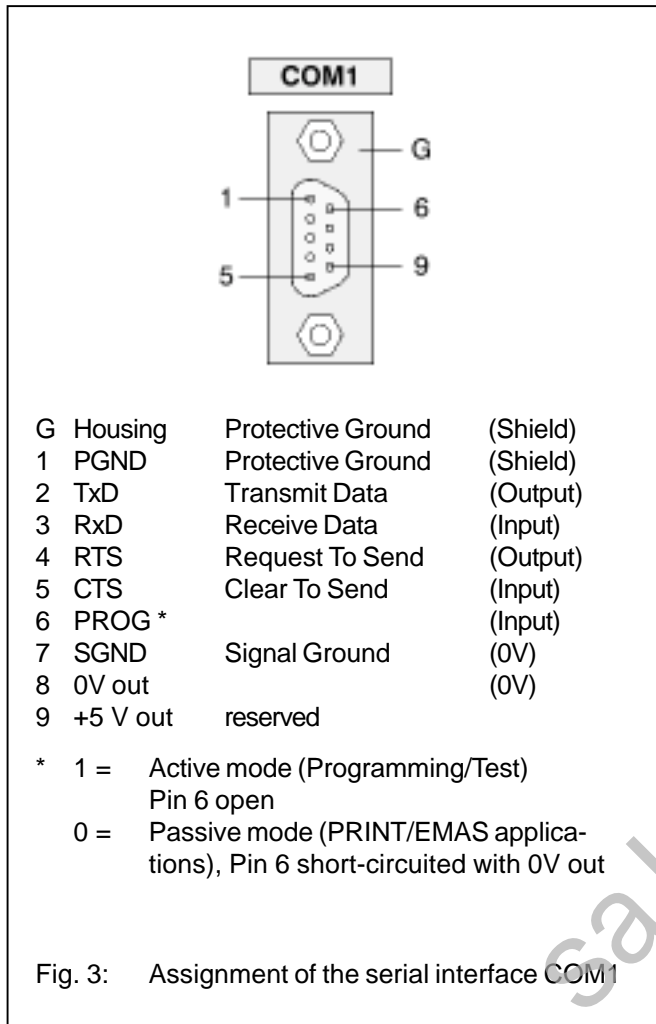 COM1
G
1
6
5
9
G Housing Protective Ground (Shield)
1 PGND Protective Ground (Shield)
2 TxD Transmit Data (Output)
3 RxD Receive Data (Input)
4 RTS Request To Send (Output)
5 CTS Clear To Send (Input)
6 PROG * (Input)
7 SGND Signal Ground (0V)
8 0V out (0V)
9 +5 V out reserved
* 1 = Active mode (Programming/Test)
Pin 6 open
0 = Passive mode (PRINT/EMAS applica-
tions), Pin 6 short-circuited with 0V out
Fig. 3: Assignment of the serial interface COM1